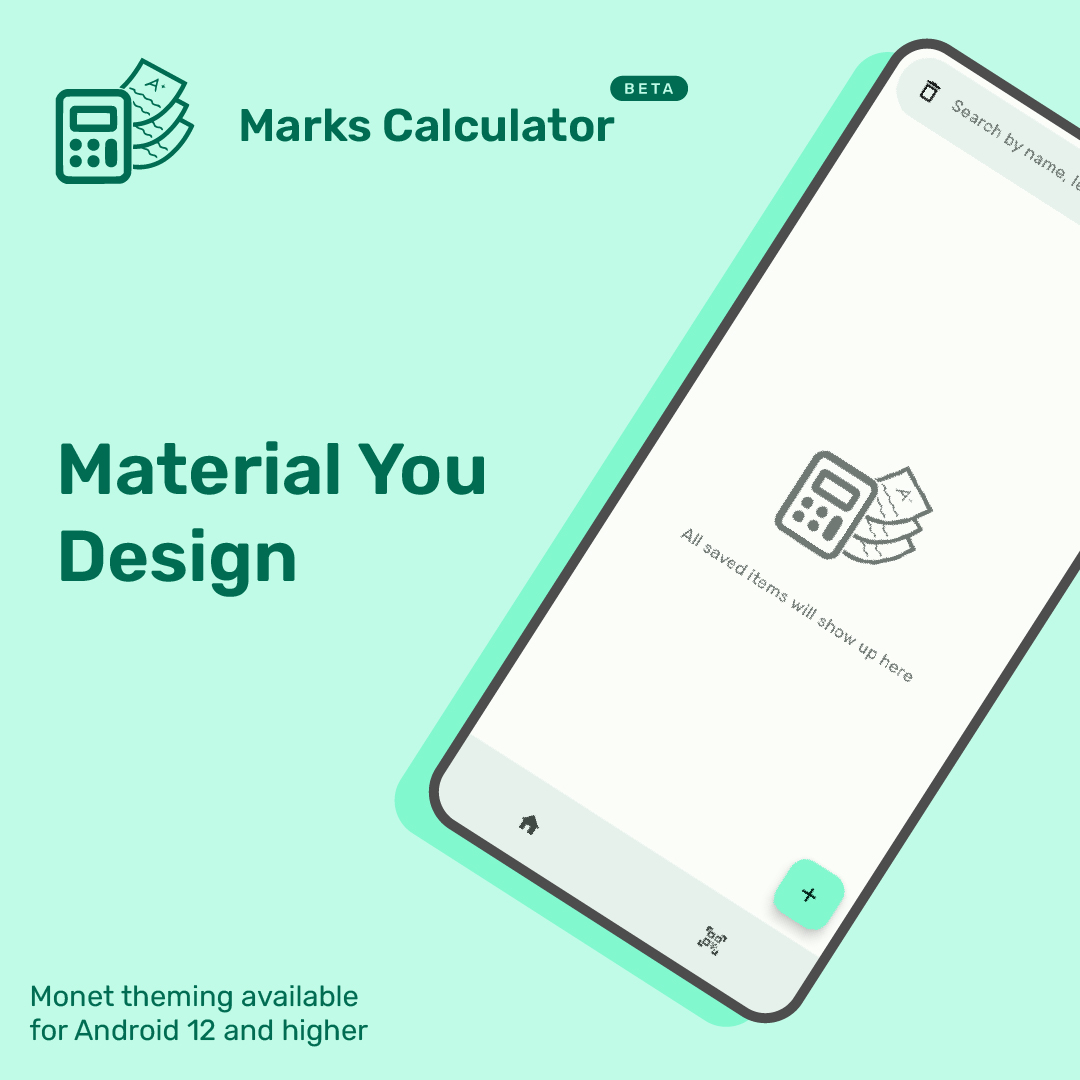 BETA
Marks Calculator
A+
Search by name,
Material You
Design
A+
All saved items will show up here
Monet theming available
for Android 12 and higher